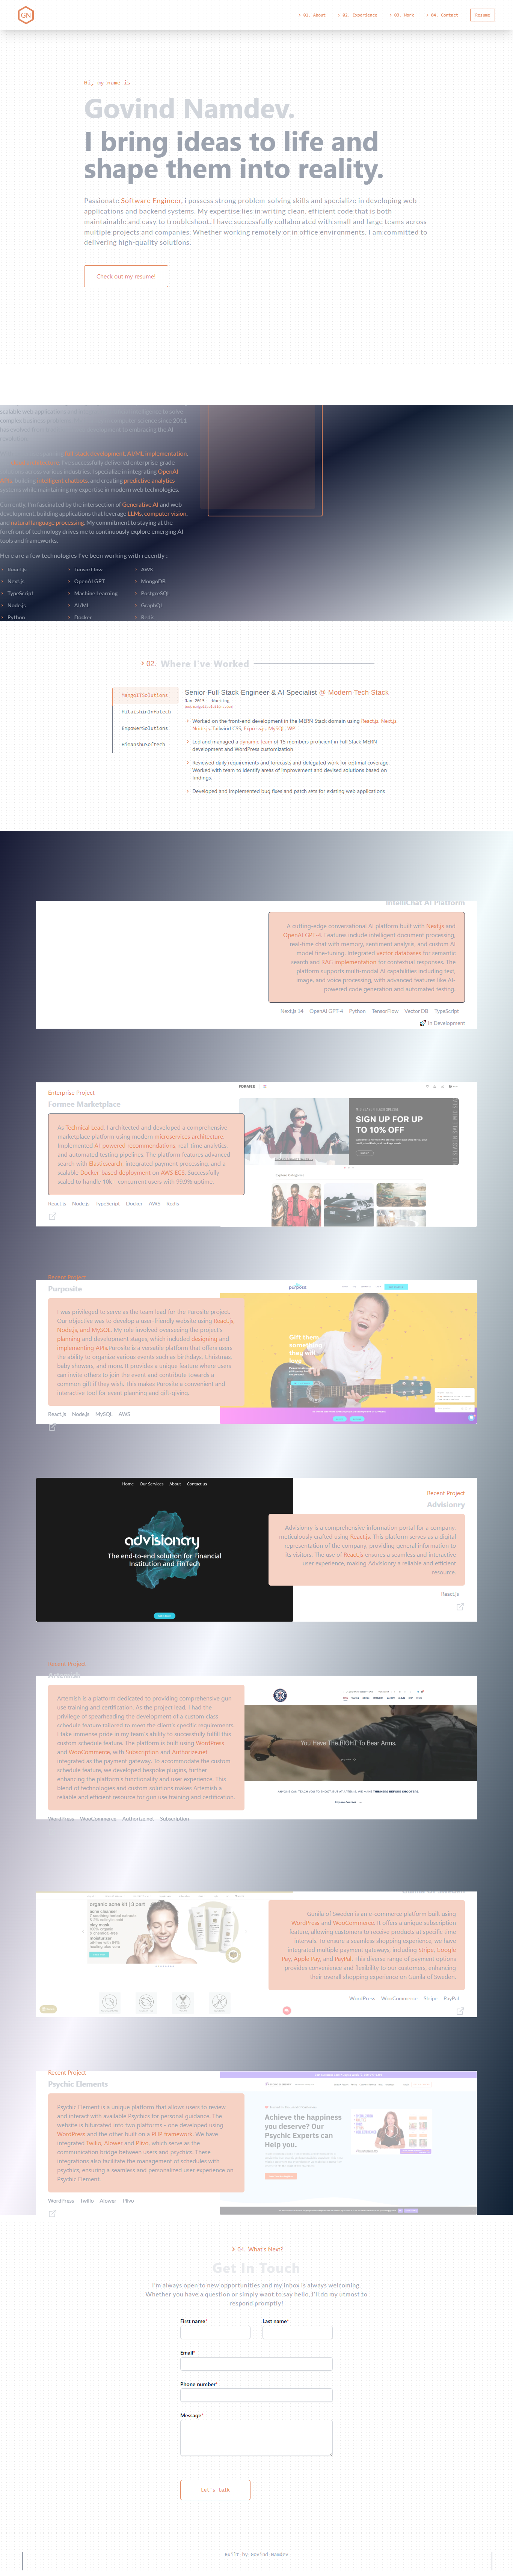 GN
01. About
02. Experience
03. Work
04. Contact
Resume
Hi, my name is
Govind Namdev.
I bring ideas to life and
shape them into reality.
Passionate Software Engineer, i possess strong problem-solving skills and specialize in developing web
applications and backend systems. My expertise lies in writing clean, efficient code that is both
maintainable and easy to troubleshoot. I have successfully collaborated with small and large teams across
multiple projects and companies. Whether working remotely or in office environments, I am committed to
delivering high-quality solutions.
Check out my resume!
Full Stack development, AI/ML implementation,
I've successfully delivered enterprise-grade
various industries. I specialize in integrating OpenAI
building intelligent chatbots, and creating predictive analytics
while maintaining my expertise in modern web technologies.
Currently, I'm fascinated by the intersection of Generative AI and web
development, building applications that leverage LLMs, computer vision,
and natural language processing. My commitment to staying at the
forefront of technology drives me to continuously explore emerging AI
tools and frameworks.
Here are a few technologies I've been working with recently :
React.js
TensorFlow
AWS
Next.js
OpenAI GPT
MongoDB
TypeScript
Machine Learning
PostgreSQL
Node.js
AI/ML
GraphQL
Python
Docker
Redis
02. Where I've Worked
MangoITSolutions
HItaishinInfotech
EmpowerSolutions
HimanshuSofTech
Senior Full Stack Engineer & AI Specialist @ Modern Tech Stack
Worked on the front-end development in the MERN Stack domain using React.js, Next.js,
Node.js, Tailwind CSS, Express.js, MySQL, WP
Led and managed a dynamic team of 15 members proficient in Full Stack MERN
development and WordPress customization
Reviewed daily requirements and forecasts and delegated work for optimal coverage.
Worked with team to identify areas of improvement and devised solutions based on
findings.
Developed and implemented bug fixes and patch sets for existing web applications
IntelliChat AI Platform
A cutting-edge conversational AI platform built with Next.js and
OpenAI GPT-4. Features include intelligent document processing,
real-time chat with memory, sentiment analysis, and custom AI
model fine-tuning. Integrated vector databases for semantic
search and RAG implementation for contextual responses. The
platform supports multi-modal AI capabilities including text,
image, and voice processing, with advanced features like AI-
powered code generation and automated testing.
Next.js 14 OpenAI GPT-4 Python TensorFlow Vector DB TypeScript
In Development
Enterprise Project
Formee Marketplace
As Technical Lead, I architected and developed a comprehensive
marketplace platform using modern microservices architecture.
Implemented AI-powered recommendations, real-time analytics,
and automated testing pipelines. The platform features advanced
search with Elasticsearch, integrated payment processing, and a
scalable Docker-based deployment on AWS ECS. Successfully
scaled to handle 10k+ concurrent users with 99.9% uptime.
React.js Node.js TypeScript Docker AWS Redis
FORMEE
SIGN UP FOR UP
TO 10% OFF
Recent Project
Purposite
I was privileged to serve as the team lead for the Purosite project.
Our objective was to develop a user-friendly website using React.js,
Node.js, and MySQL. My role involved overseeing the project's
planning and development stages, which included designing and
implementing APIs.Purosite is a versatile platform that offers users
the ability to organize various events such as birthdays, Christmas,
baby showers, and more. It provides a unique feature where users
can invite others to join the event and contribute towards a
common gift if they wish. This makes Purosite a convenient and
interactive tool for event planning and gift-giving.
React.js Node.js MySQL AWS
Gift them
Home Our Services About Contact us
advisionary
The end-to-end solution for Financial
Institution and FinTech
Recent Project
Advisionry
Advisionry is a comprehensive information portal for a company,
meticulously crafted using React.js. This platform serves as a digital
representation of the company, providing general information to
its visitors. The use of React.js ensures a seamless and interactive
user experience, making Advisionary a reliable and efficient
resource.
React.js
Recent Project
Artemish is a platform dedicated to providing comprehensive gun
use training and certification. As the project lead, I had the
privilege of spearheading the development of a custom class
schedule feature tailored to meet the client's specific requirements.
I take immense pride in my team's ability to successfully fulfill this
custom schedule feature. The platform is built using WordPress
and WooCommerce, with Subscription and Authorize.net
integrated as the payment gateway. To accommodate the custom
schedule feature, we developed bespoke plugins, further
enhancing the platform's functionality and user experience. This
blend of technologies and custom solutions makes Artemish a
reliable and efficient resource for gun use training and certification.
WordPress WooCommerce Authorize.net Subscription
You Have The RIGHT To Bear Arms.
organic acne kit | 3 part
Gunila of Sweden is an e-commerce platform built using
WordPress and WooCommerce. It offers a unique subscription
feature, allowing customers to receive products at specific time
intervals. To ensure a seamless shopping experience, we have
integrated multiple payment gateways, including Stripe, Google
Pay, Apple Pay, and PayPal. This diverse range of payment options
provides convenience and flexibility to our customers, enhancing
their overall shopping experience on Gunila of Sweden.
WordPress WooCommerce Stripe PayPal
Recent Project
Psychic Elements
Psychic Element is a unique platform that allows users to review
and interact with available Psychics for personal guidance. The
website is bifurcated into two platforms - one developed using
WordPress and the other built on a PHP framework. We have
integrated Twilio, AIower and Plivo, which serve as the
communication bridge between users and psychics. These
integrations also facilitate the management of schedules with
psychics, ensuring a seamless and personalized user experience on
Psychic Element.
WordPress Twilio AIower Plivo
Achieve the happiness
you deserve? Our
Psychic Experts can
Help you.
04. What's Next?
Get In Touch
I'm always open to new opportunities and my inbox is always welcoming.
Whether you have a question or simply want to say hello, I'll do my utmost to
respond promptly!
First name*
Last name*
Email*
Phone number*
Message*
Let's talk
Built by Govind Namdev